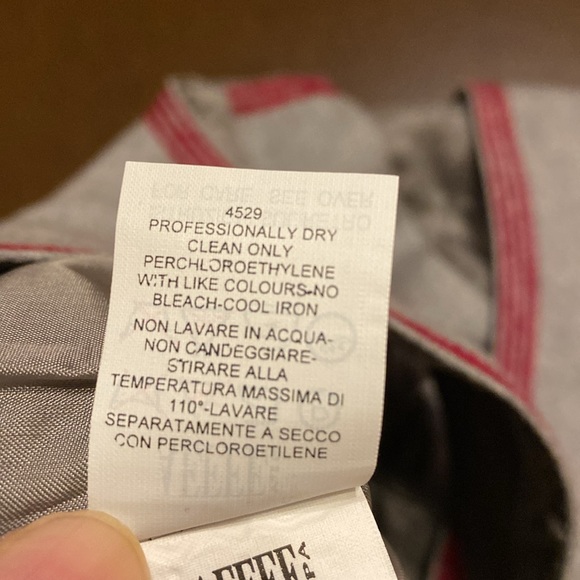 4529
PROFESSIONALLY DRY
CLEAN ONLY
PERCHLOROETHYLENE
WITH LIKE COLOURS-NO
BLEACH-COOL IRON
NON LAVARE IN ACQUA-
NON CANDEGGIARE-
STIRARE ALLA
TEMPERATURA MASSIMA DI
110°-LAVARE
SEPARATAMENTE A SECCO
CON PERCLOROETILENE